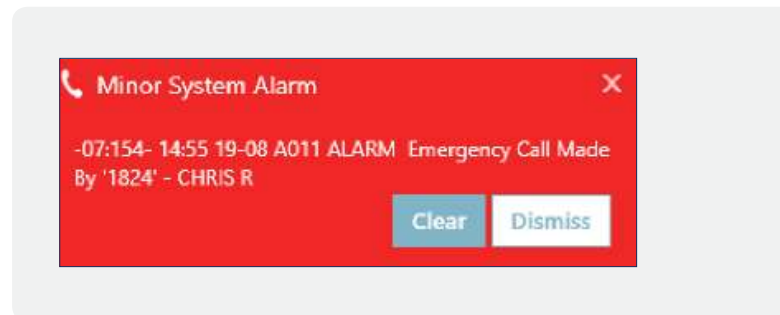 Minor System Alarm
-07:154- 14:55 19-08 A011 ALARM Emergency Call Made
By '1824' - CHRIS R
Clear Dismiss